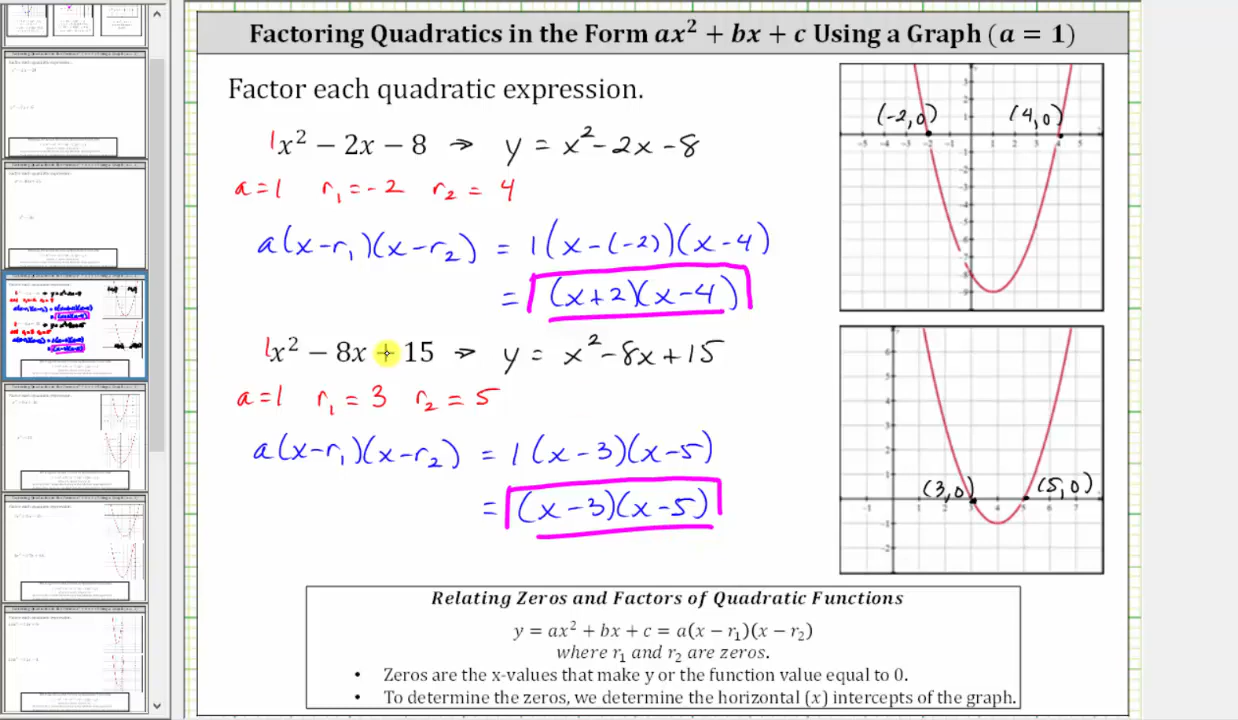 Factoring Quadratics in the Form ax² + bx + c Using a Graph (a = 1)
Factor each quadratic expression.
1x² − 2x − 8 ⇒ y = x² − 2x − 8
a = 1 r₁ = −2 r₂ = 4
a(x−r₁)(x−r₂) = 1(x−(−2))(x−4)
= (x+2)(x−4)
1x² − 8x + 15 ⇒ y = x² − 8x + 15
a = 1 r₁ = 3 r₂ = 5
a(x−r₁)(x−r₂) = 1(x−3)(x−5)
= (x−3)(x−5)
(-2,0) (4,0)
(3,0) (5,0)
Relating Zeros and Factors of Quadratic Functions
y = ax² + bx + c = a(x − r₁)(x − r₂)
where r₁ and r₂ are zeros.
• Zeros are the x-values that make y or the function value equal to 0.
• To determine the zeros, we determine the horizontal (x) intercepts of the graph.